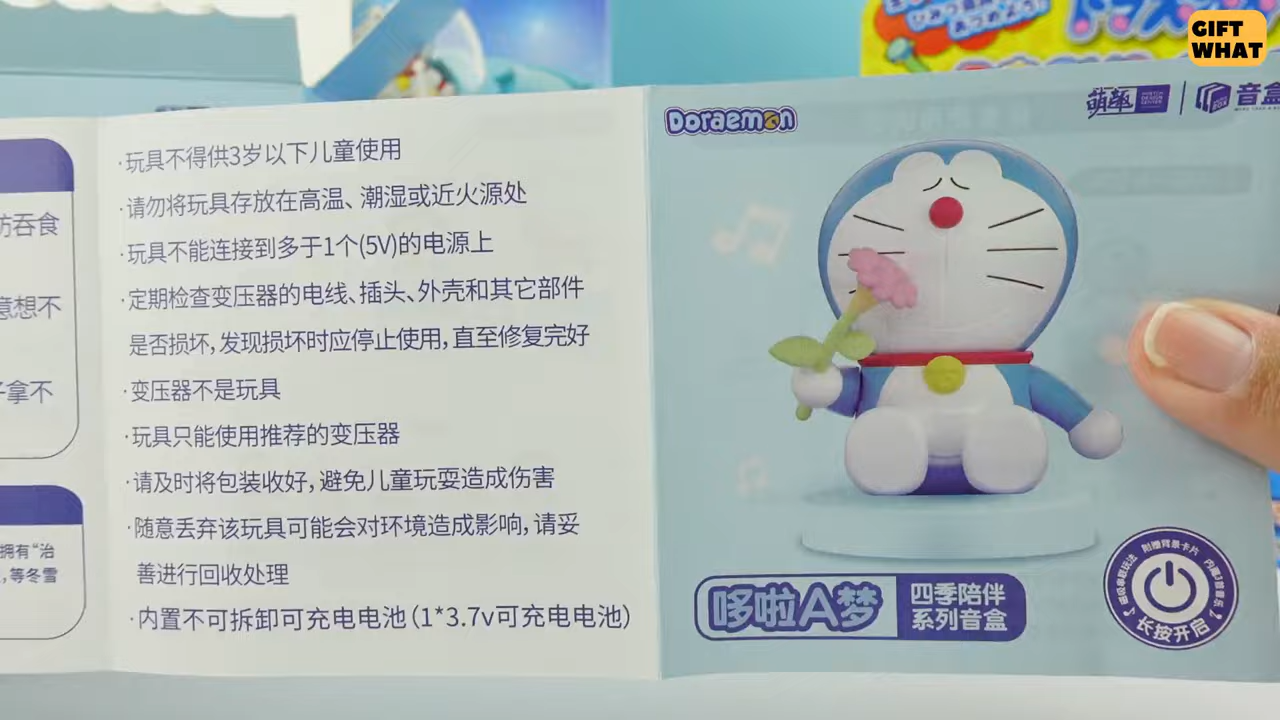 GIFT
WHAT
Doraemon
萌趣
音盒
·玩具不得供3岁以下儿童使用
·请勿将玩具存放在高温、潮湿或近火源处
·玩具不能连接到多于1个(5V)的电源上
·定期检查变压器的电线、插头、外壳和其它部件
是否损坏,发现损坏时应停止使用,直至修复完好
·变压器不是玩具
·玩具只能使用推荐的变压器
·请及时将包装收好,避免儿童玩耍造成伤害
·随意丢弃该玩具可能会对环境造成影响,请妥
善进行回收处理
·内置不可拆卸可充电电池(1*3.7v可充电电池)
防吞食
意想不
子拿不
拥有“治
,等冬雪
哆啦A梦
四季陪伴
系列音盒
附赠背景卡片
长按开启